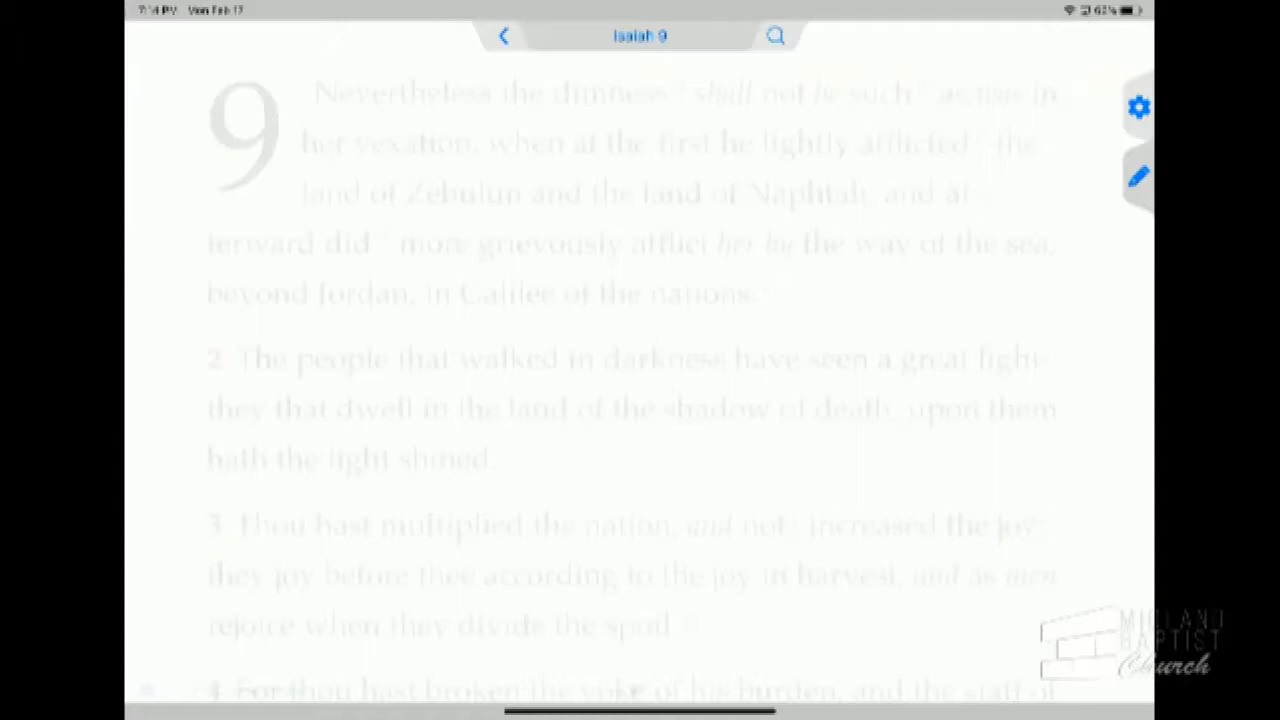 7:14 PM Mon Feb 17
62%
Isaiah 9
9 Nevertheless the dimness shall not be such as was in
her vexation, when at the first he lightly afflicted the
land of Zebulun and the land of Naphtali, and af-
terward did more grievously afflict her by the way of the sea,
beyond Jordan, in Galilee of the nations.
2 The people that walked in darkness have seen a great light:
they that dwell in the land of the shadow of death, upon them
hath the light shined.
3 Thou hast multiplied the nation, and not increased the joy:
they joy before thee according to the joy in harvest, and as men
rejoice when they divide the spoil.
4 For thou hast broken the yoke of his burden, and the staff of
MIDLAND
BAPTIST
Church